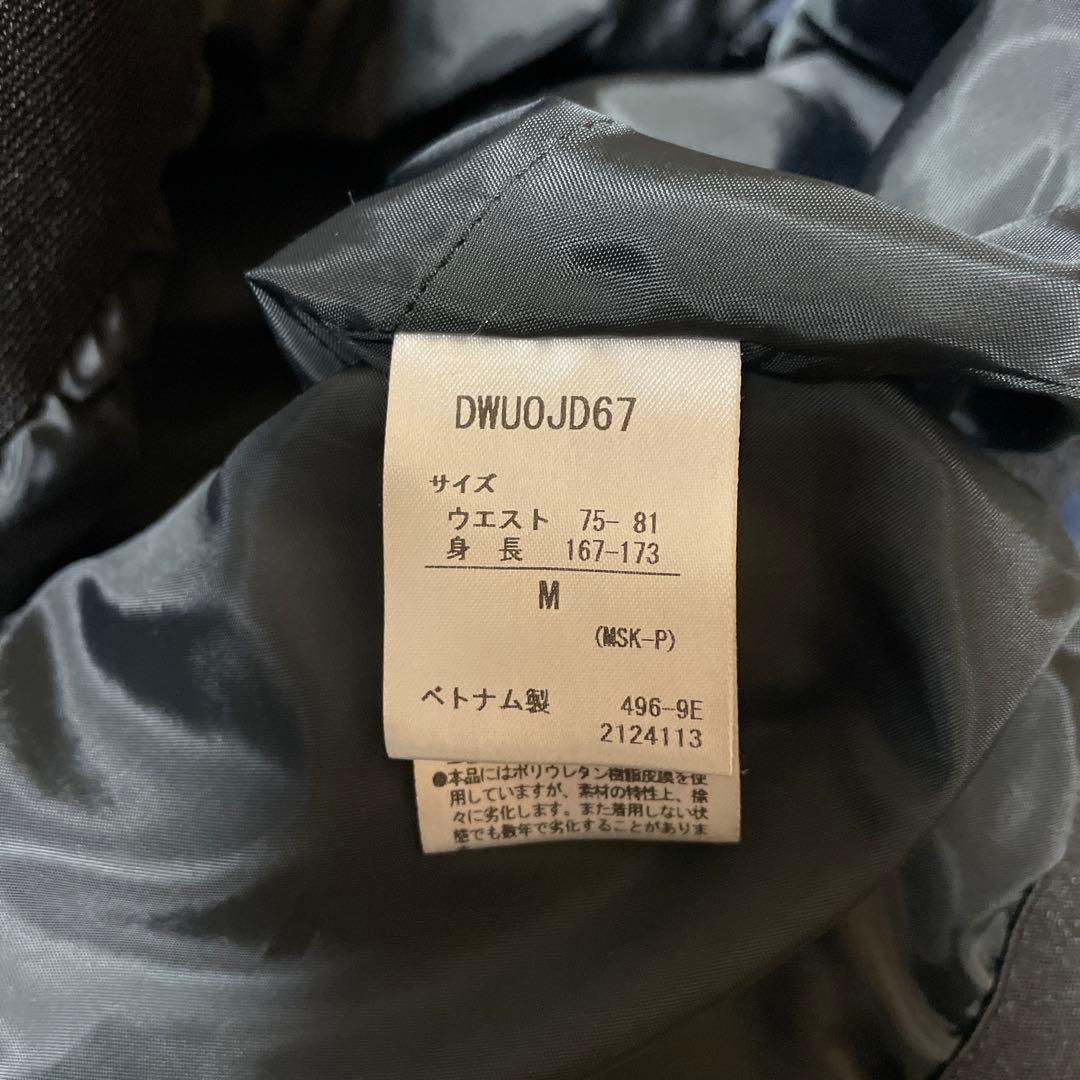 DWUOJD67
サイズ
ウエスト 75- 81
身 長 167-173
M
(MSK-P)
ベトナム製 496-9E
2124113
●本品にはポリウレタン樹脂皮膜を使
用していますが、素材の特性上、徐
々に劣化します。また着用しない状
態でも数年で劣化することがありま